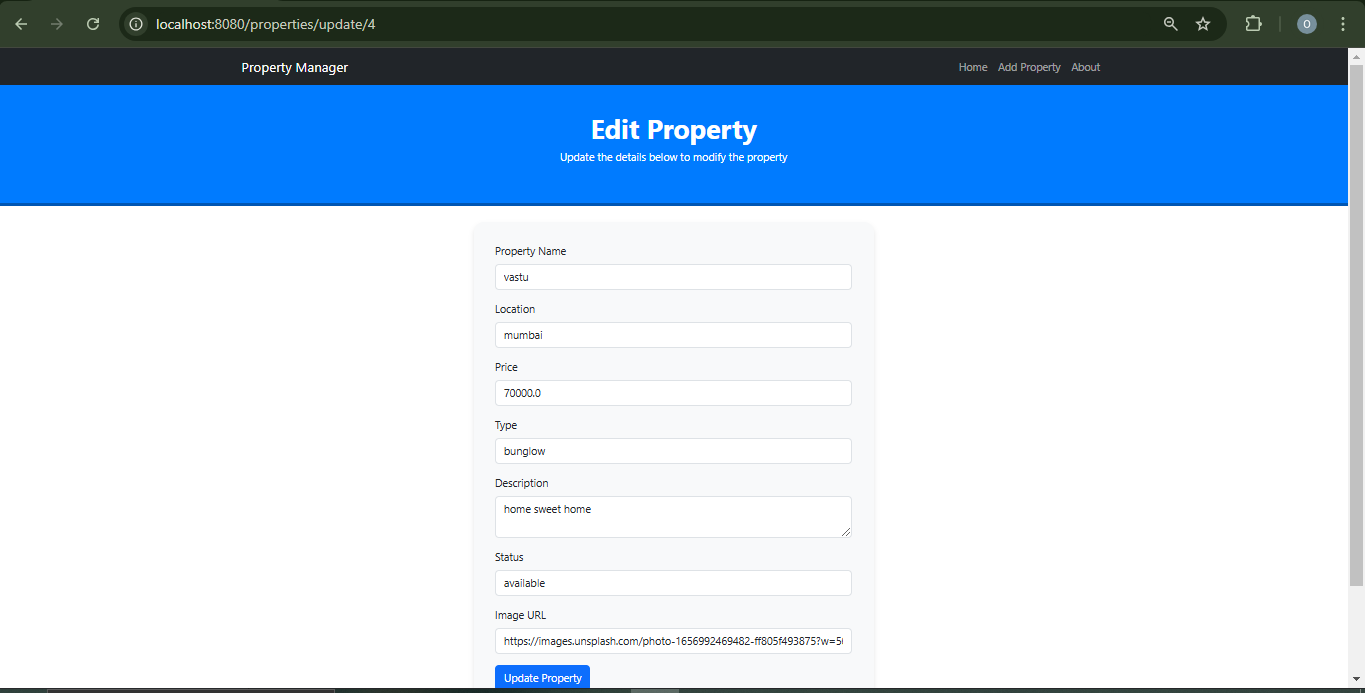 localhost:8080/properties/update/4
O
Property Manager
Home Add Property About
Edit Property
Update the details below to modify the property
Property Name
vastu
Location
mumbai
Price
70000.0
Type
bunglow
Description
home sweet home
Status
available
Image URL
https://images.unsplash.com/photo-1656992469482-ff805f493875?w=5
Update Property